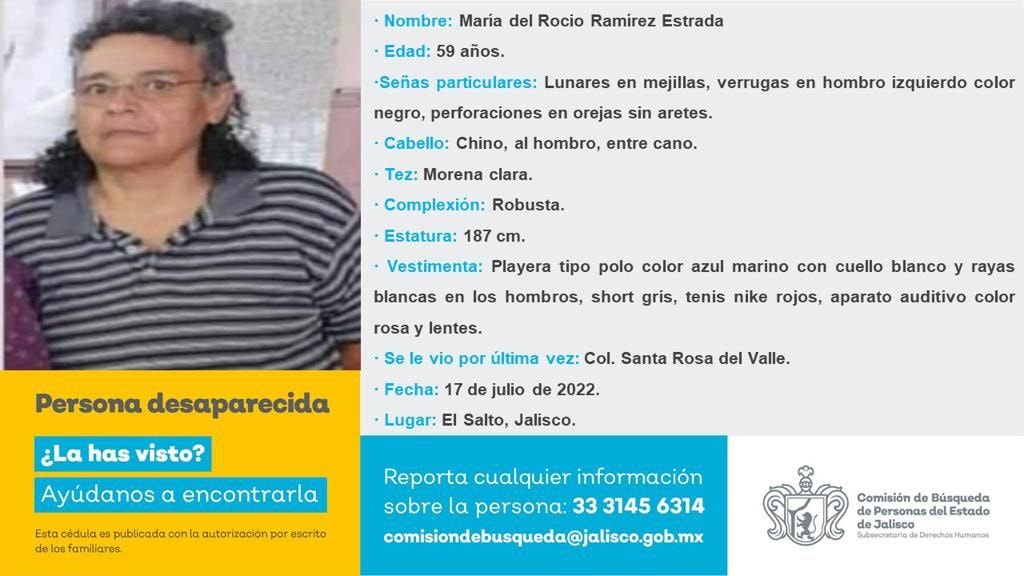 · Nombre: María del Rocio Ramírez Estrada
· Edad: 59 años.
·Señas particulares: Lunares en mejillas, verrugas en hombro izquierdo color
negro, perforaciones en orejas sin aretes.
· Cabello: Chino, al hombro, entre cano.
· Tez: Morena clara.
· Complexión: Robusta.
· Estatura: 187 cm.
· Vestimenta: Playera tipo polo color azul marino con cuello blanco y rayas
blancas en los hombros, short gris, tenis nike rojos, aparato auditivo color
rosa y lentes.
· Se le vio por última vez: Col. Santa Rosa del Valle.
· Fecha: 17 de julio de 2022.
· Lugar: El Salto, Jalisco.
Persona desaparecida
¿La has visto?
Ayúdanos a encontrarla
Esta cédula es publicada con la autorización por escrito
de los familiares.
Reporta cualquier información
sobre la persona: 33 3145 6314
comisiondebusqueda@jalisco.gob.mx
Comisión de Búsqueda
de Personas del Estado
de Jalisco
Subsecretaría de Derechos Humanos